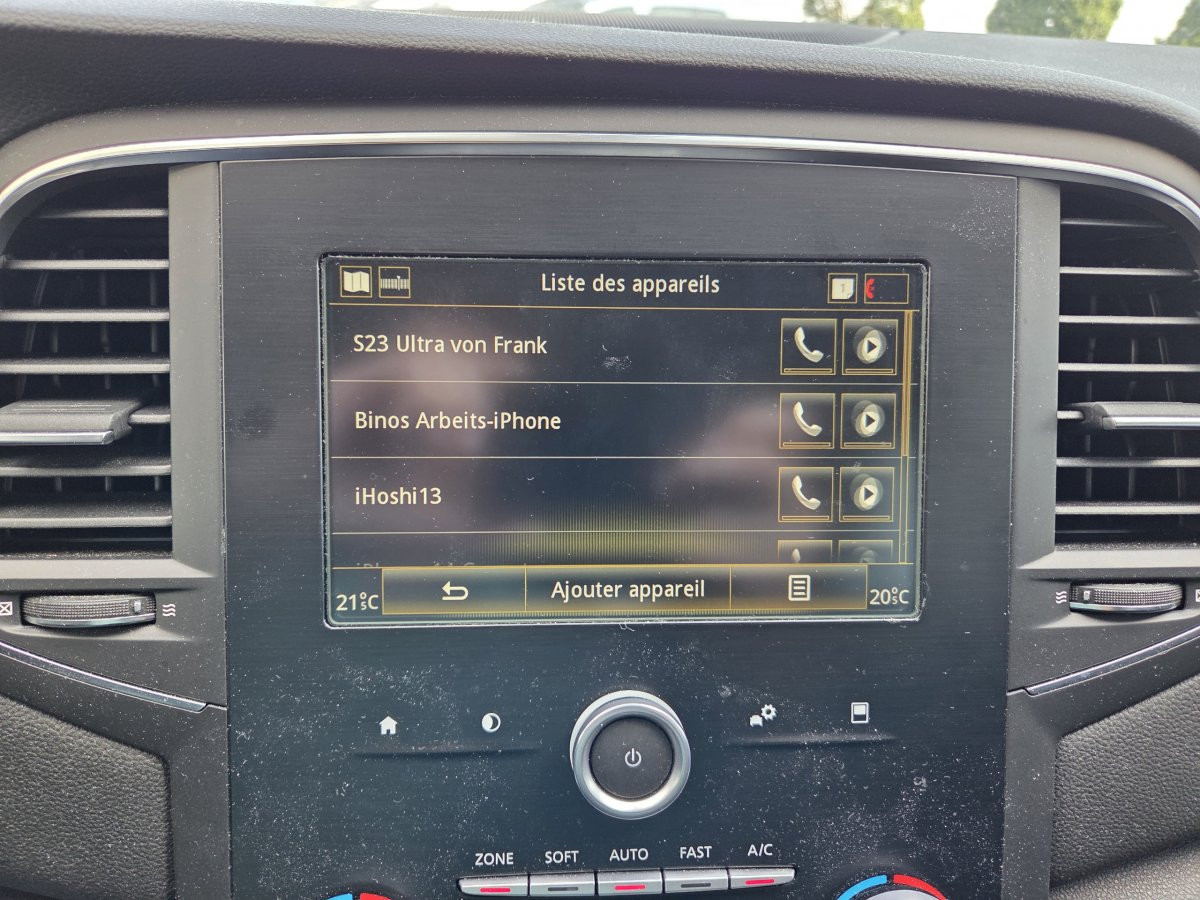 Liste des appareils
1
S23 Ultra von Frank
Binos Arbeits-iPhone
iHoshi13
21°C
Ajouter appareil
20°C
ZONE SOFT AUTO FAST A/C